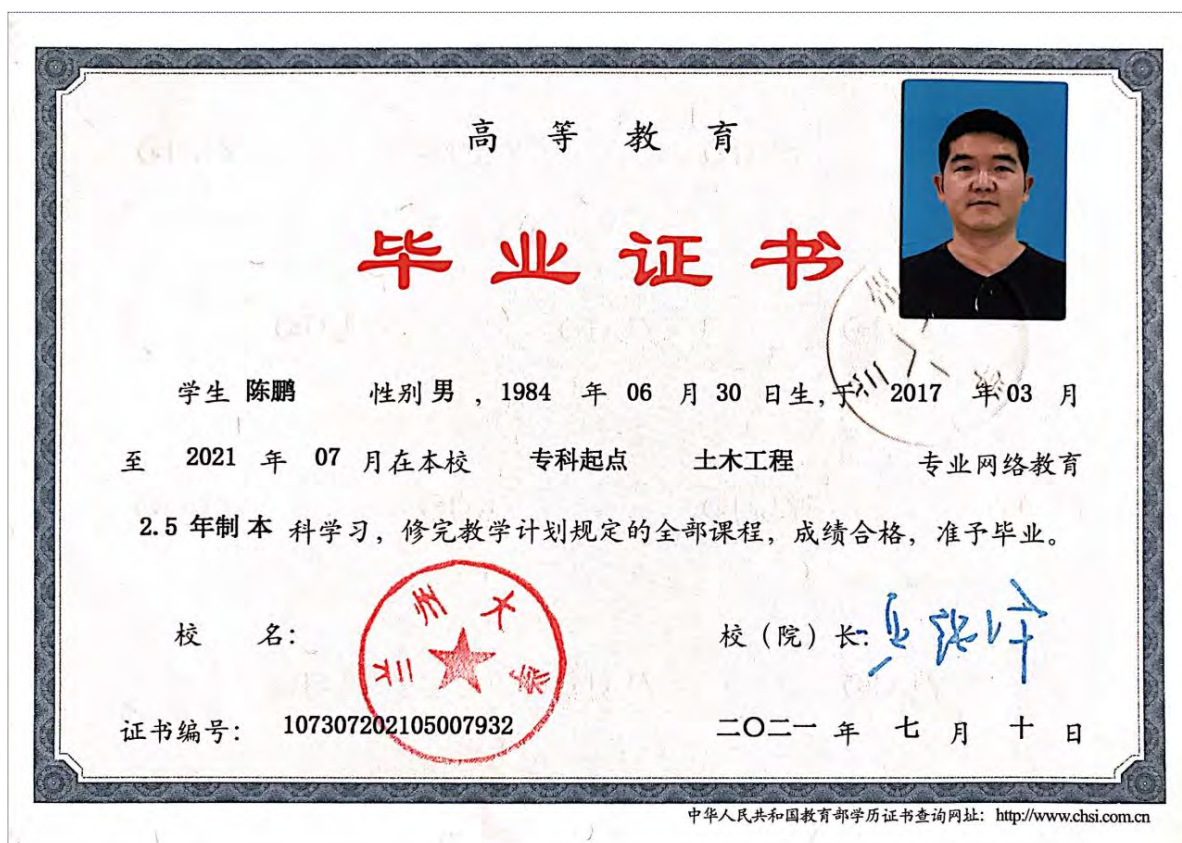 高等教育
毕业证书
学生 陈鹏 性别 男 ，1984 年 06 月 30 日生，于 2017 年 03 月
至 2021 年 07 月在本校 专科起点 土木工程 专业网络教育
2.5 年制 本 科学习，修完教学计划规定的全部课程，成绩合格，准予毕业。
校 名：
兰州大学
校（院）长：
证书编号： 107307202105007932
二〇二一 年 七 月 十 日
中华人民共和国教育部学历证书查询网址： http://www.chsi.com.cn